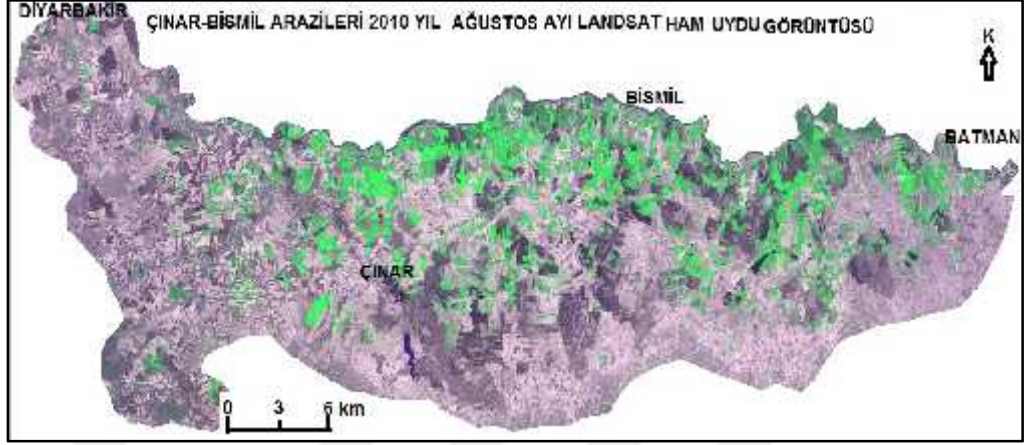 DİYARBAKIR
ÇINAR-BİSMİL ARAZİLERİ 2010 YIL AĞUSTOS AYI LANDSAT HAM UYDU GÖRÜNTÜSÜ
K
BİSMİL
BATMAN
ÇINAR
0 3 6 km